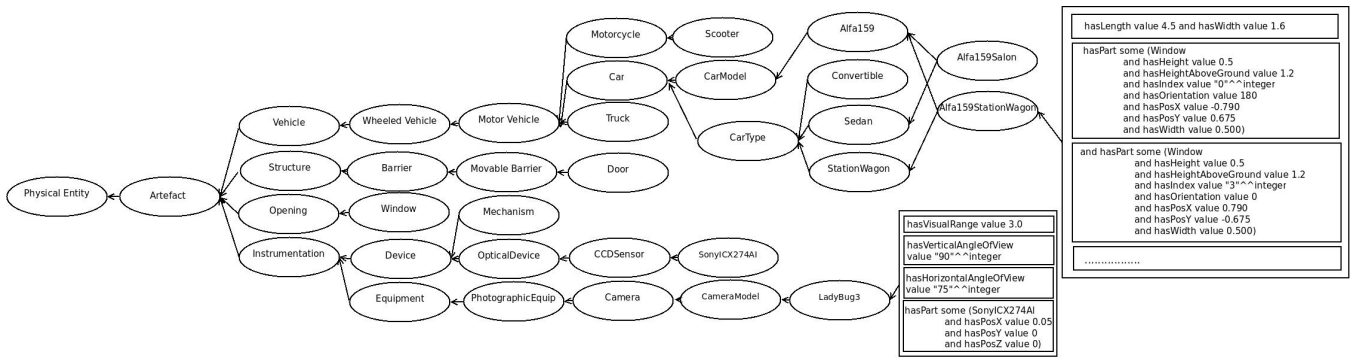 Physical Entity
Artefact
Vehicle
Structure
Opening
Instrumentation
Wheeled Vehicle
Barrier
Window
Device
Equipment
Motor Vehicle
Movable Barrier
Mechanism
OpticalDevice
PhotographicEquip
Motorcycle
Car
Truck
Door
CCDSensor
Camera
Scooter
CarModel
CarType
SonyICX274AI
CameraModel
Alfa159
Convertible
Sedan
StationWagon
LadyBug3
Alfa159Salon
Alfa159StationWagon
hasVisualRange value 3.0
hasVerticalAngleOfView
value "90"^^integer
hasHorizontalAngleOfView
value "75"^^integer
hasPart some (SonyICX274AI
and hasPosX value 0.05
and hasPosY value 0
and hasPosZ value 0)
hasLength value 4.5 and hasWidth value 1.6
hasPart some (Window
and hasHeight value 0.5
and hasHeightAboveGround value 1.2
and hasIndex value "0"^^integer
and hasOrientation value 180
and hasPosX value -0.790
and hasPosY value 0.675
and hasWidth value 0.500)
and hasPart some (Window
and hasHeight value 0.5
and hasHeightAboveGround value 1.2
and hasIndex value "3"^^integer
and hasOrientation value 0
and hasPosX value 0.790
and hasPosY value -0.675
and hasWidth value 0.500)
..................